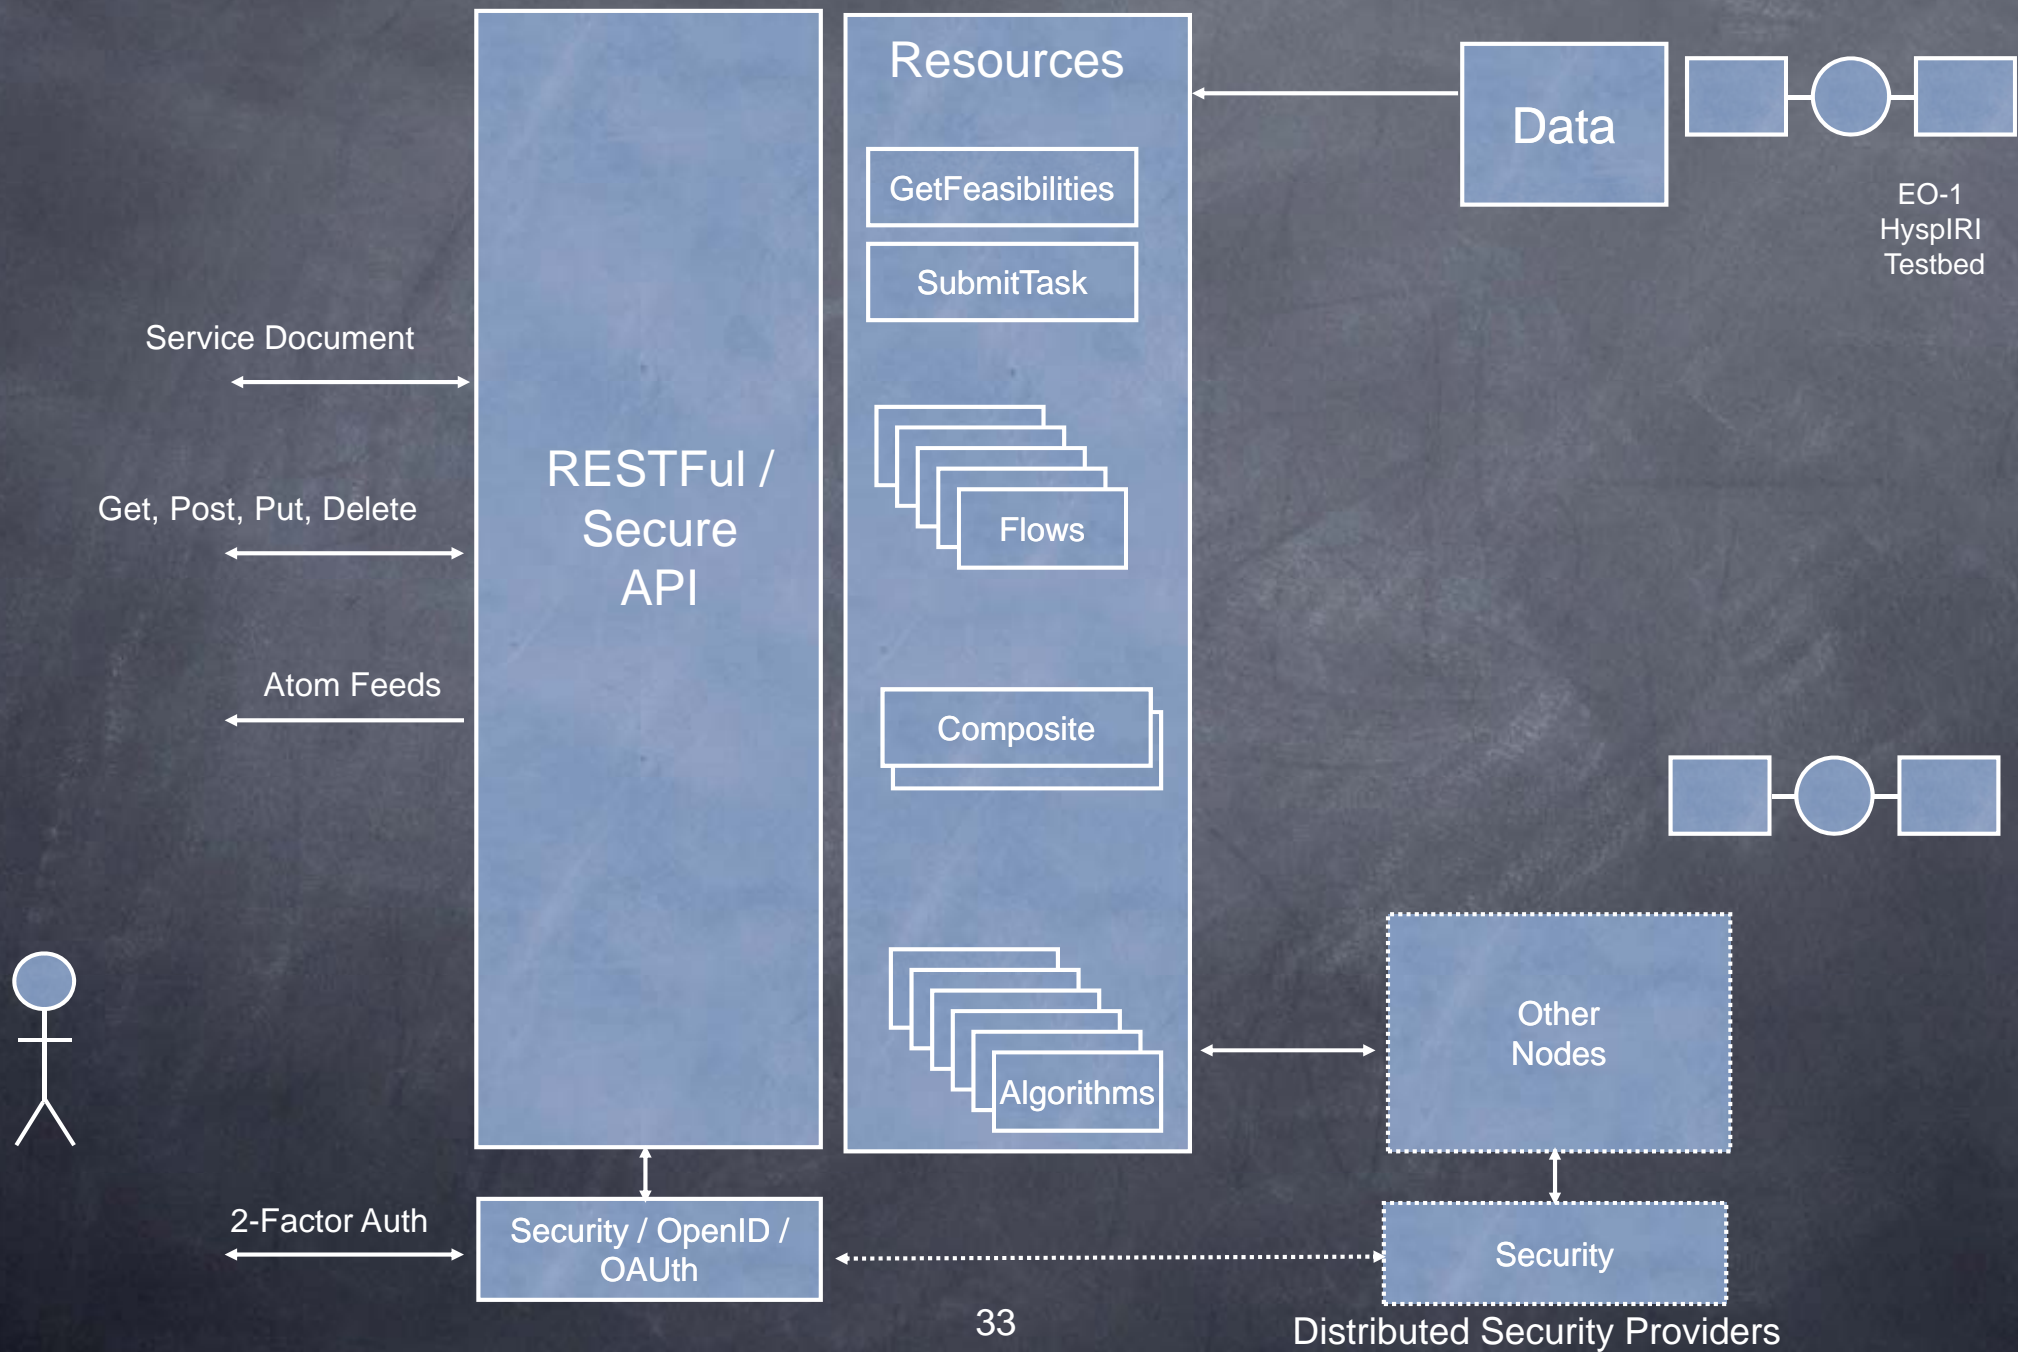 Resources
Data
GetFeasibilities
EO-1
HyspIRI
Testbed
SubmitTask
Service Document
RESTFul /
Secure
API
Get, Post, Put, Delete
Flows
Atom Feeds
Composite
Other
Nodes
Algorithms
2-Factor Auth
Security / OpenID /
OAUth
Security
33
Distributed Security Providers